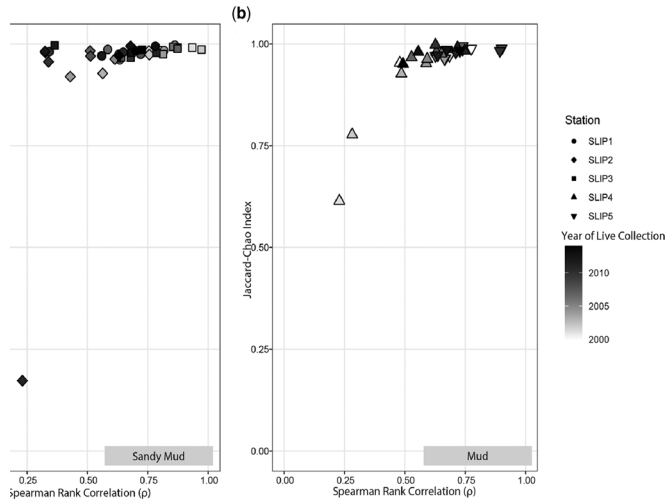 (b)
1.00
0.75
0.50
0.25
0.00
Jaccard-Chao Index
Sandy Mud
Mud
0.25 0.50 0.75 1.00
0.00 0.25 0.50 0.75 1.00
Spearman Rank Correlation (ρ)
Spearman Rank Correlation (ρ)
Station
SLIP1
SLIP2
SLIP3
SLIP4
SLIP5
Year of Live Collection
2010
2005
2000